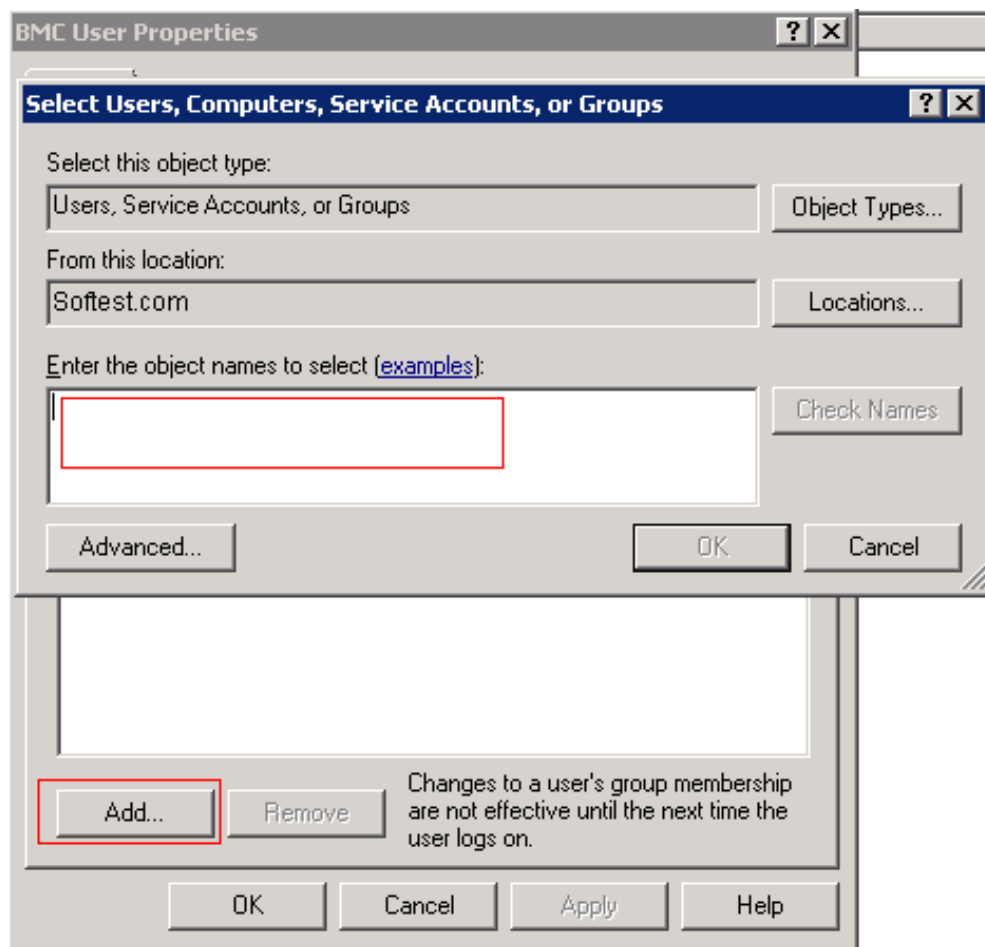 BMC User Properties
Select Users, Computers, Service Accounts, or Groups
Select this object type:
Users, Service Accounts, or Groups
Object Types...
From this location:
Softest.com
Locations...
Enter the object names to select (examples):
Check Names
Advanced...
OK
Cancel
Add...
Remove
Changes to a user's group membership
are not effective until the next time the
user logs on.
OK
Cancel
Apply
Help